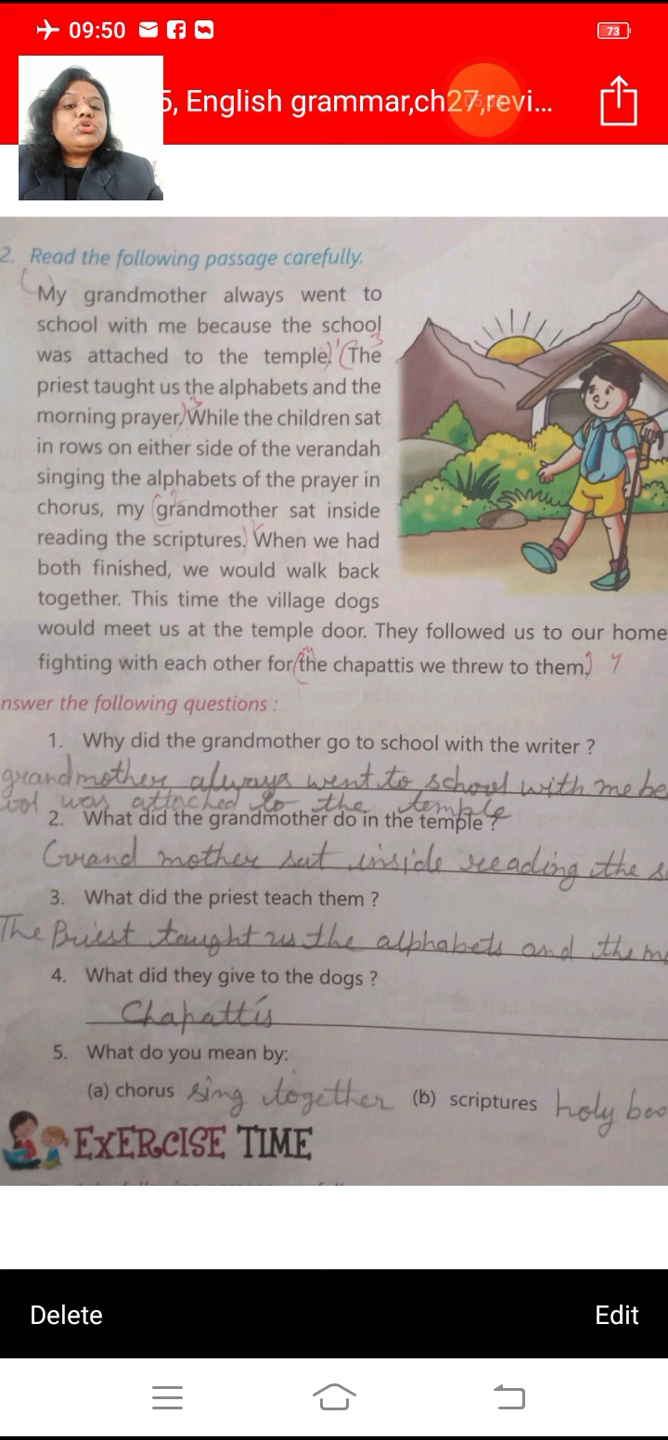 09:50
73
5, English grammar,ch27,revi...
2. Read the following passage carefully.
My grandmother always went to
school with me because the school
was attached to the temple. 1 (The 3
priest taught us the alphabets and the
morning prayer.) 3 While the children sat
in rows on either side of the verandah
singing the alphabets of the prayer in
chorus, my (grandmother sat inside 2
reading the scriptures.) When we had
both finished, we would walk back
together. This time the village dogs
would meet us at the temple door. They followed us to our home
fighting with each other for (the chapattis we threw to them.) 4
nswer the following questions :
1. Why did the grandmother go to school with the writer ?
grandmother always went to school with me be
ool was attached to the temple
2. What did the grandmother do in the temple ?
Grand mother sat inside reading the s
3. What did the priest teach them ?
The Priest taught us the alphabets and the mo
4. What did they give to the dogs ?
Chapattis
5. What do you mean by:
(a) chorus sing together (b) scriptures holy boo
EXERCISE TIME
Delete Edit